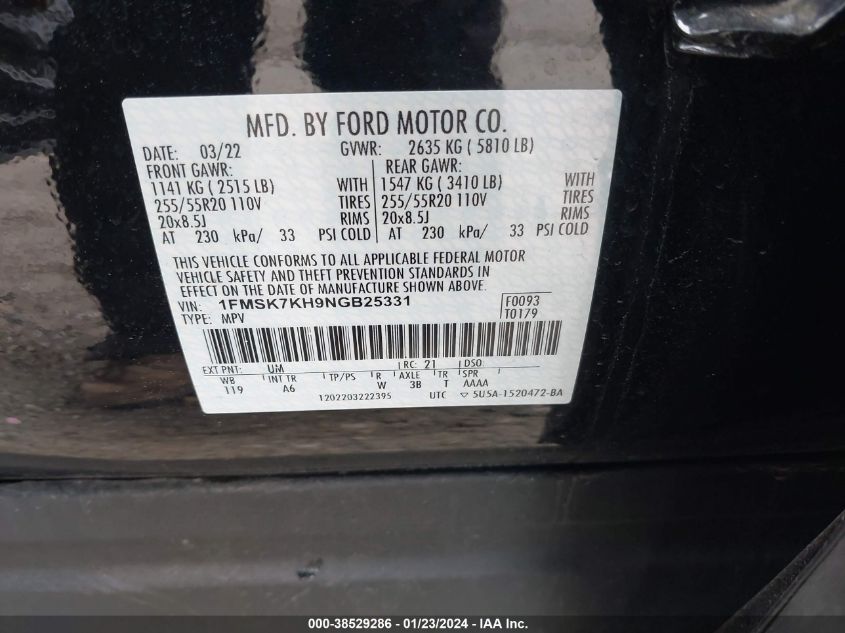 MFD. BY FORD MOTOR CO.
DATE: 03/22 GVWR: 2635 KG ( 5810 LB)
FRONT GAWR: REAR GAWR:
1141 KG ( 2515 LB) WITH 1547 KG ( 3410 LB) WITH
255/55R20 110V TIRES 255/55R20 110V TIRES
20x8.5J RIMS 20x8.5J RIMS
AT 230 kPa/ 33 PSI COLD AT 230 kPa/ 33 PSI COLD
THIS VEHICLE CONFORMS TO ALL APPLICABLE FEDERAL MOTOR
VEHICLE SAFETY AND THEFT PREVENTION STANDARDS IN
EFFECT ON THE DATE OF MANUFACTURE SHOWN ABOVE.
VIN: 1FMSK7KH9NGB25331 F0093
TYPE: MPV T0179
EXT PNT: UM RC: 21 DSO:
WB INT TR TP/PS R AXLE TR SPR
119 A6 W 3B T AAAA
1202203222395 UTC ▽ 5U5A-1520472-BA
000-38529286 - 01/23/2024 - IAA Inc.